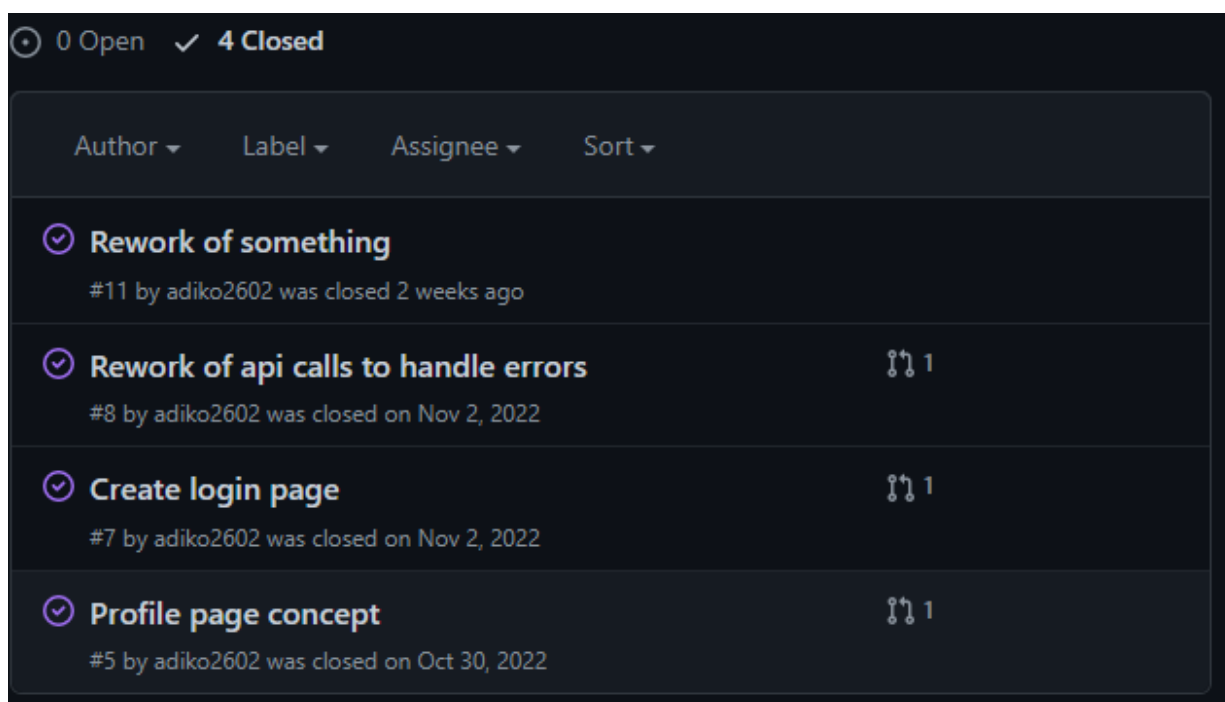 0 Open 4 Closed
Author Label Assignee Sort
Rework of something
#11 by adiko2602 was closed 2 weeks ago
Rework of api calls to handle errors 1
#8 by adiko2602 was closed on Nov 2, 2022
Create login page 1
#7 by adiko2602 was closed on Nov 2, 2022
Profile page concept 1
#5 by adiko2602 was closed on Oct 30, 2022